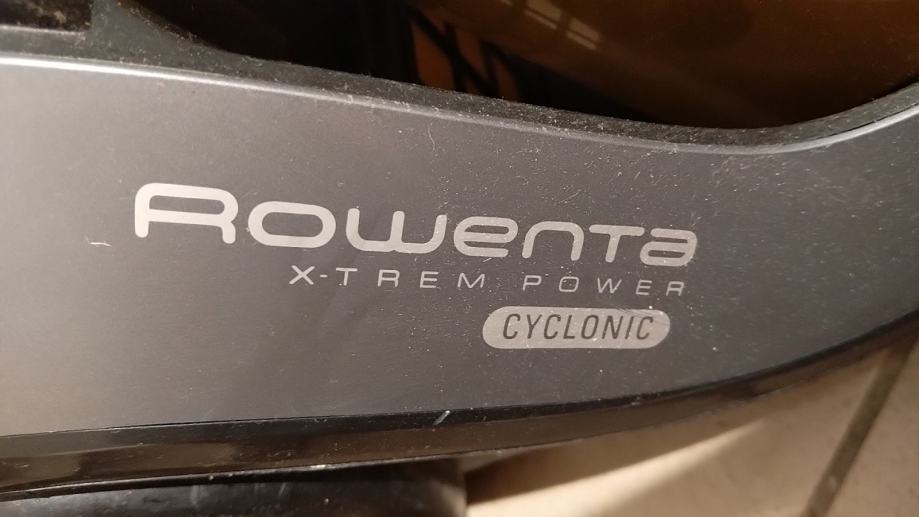 Rowenta
X-TREM POWER
CYCLONIC